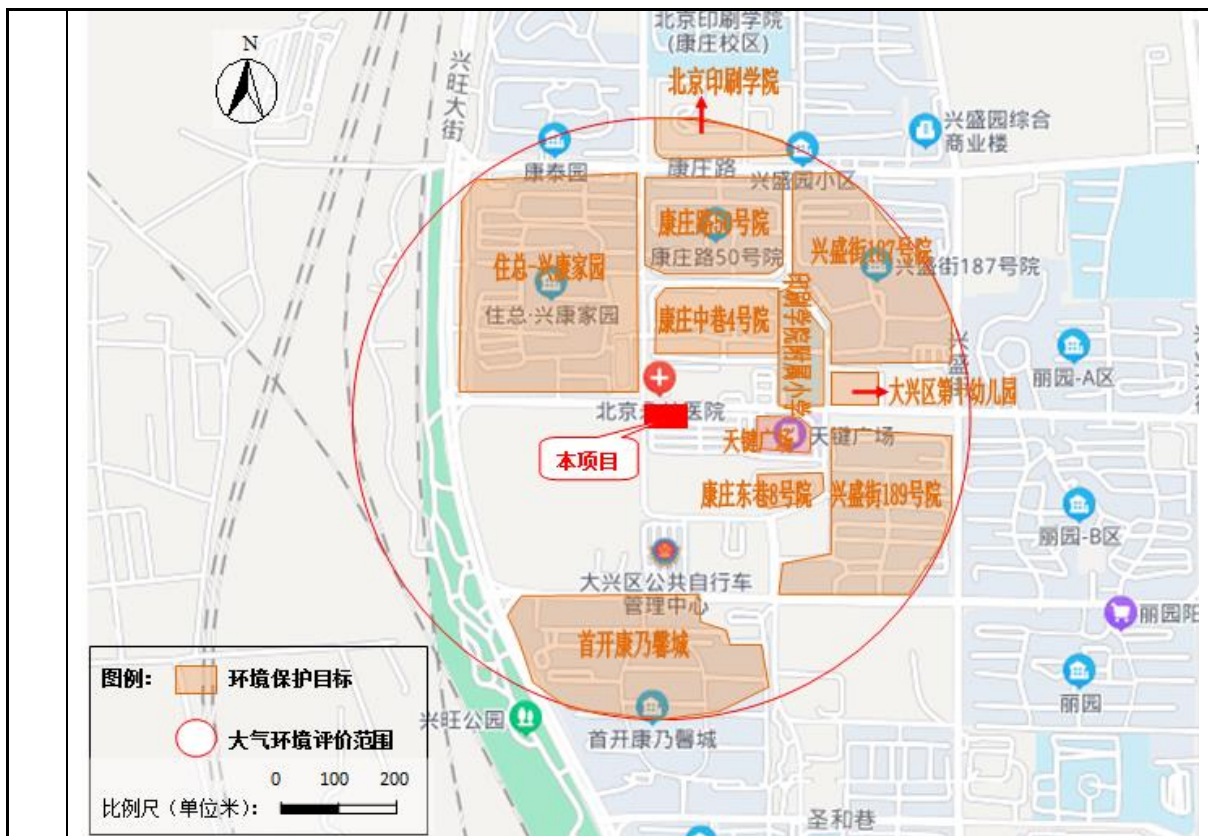 北京印刷学院
(康庄校区)
N
兴旺大街
北京印刷学院
兴盛园综合
商业楼
康泰园
康庄路
兴盛园小区
康庄路50号院
康庄路50号院
兴盛街187号院
兴盛街187号院
住总-兴康家园
住总·兴康家园
康庄中巷4号院
印刷学院附属小学
丽园-A区
大兴区第十幼儿园
医院
本项目
天键广场
天键广场
康庄东巷8号院
兴盛街189号院
丽园-B区
大兴区公共自行车
管理中心
丽园
首开康乃馨城
首开康乃馨城
兴旺公园
丽园
图例：
环境保护目标
大气环境评价范围
0 100 200
比例尺（单位米）：
圣和巷